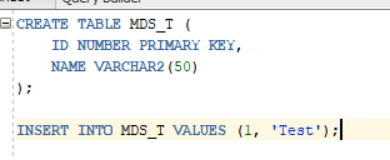 Query Builder
CREATE TABLE MDS_T (
    ID NUMBER PRIMARY KEY,
    NAME VARCHAR2(50)
);

INSERT INTO MDS_T VALUES (1, 'Test');